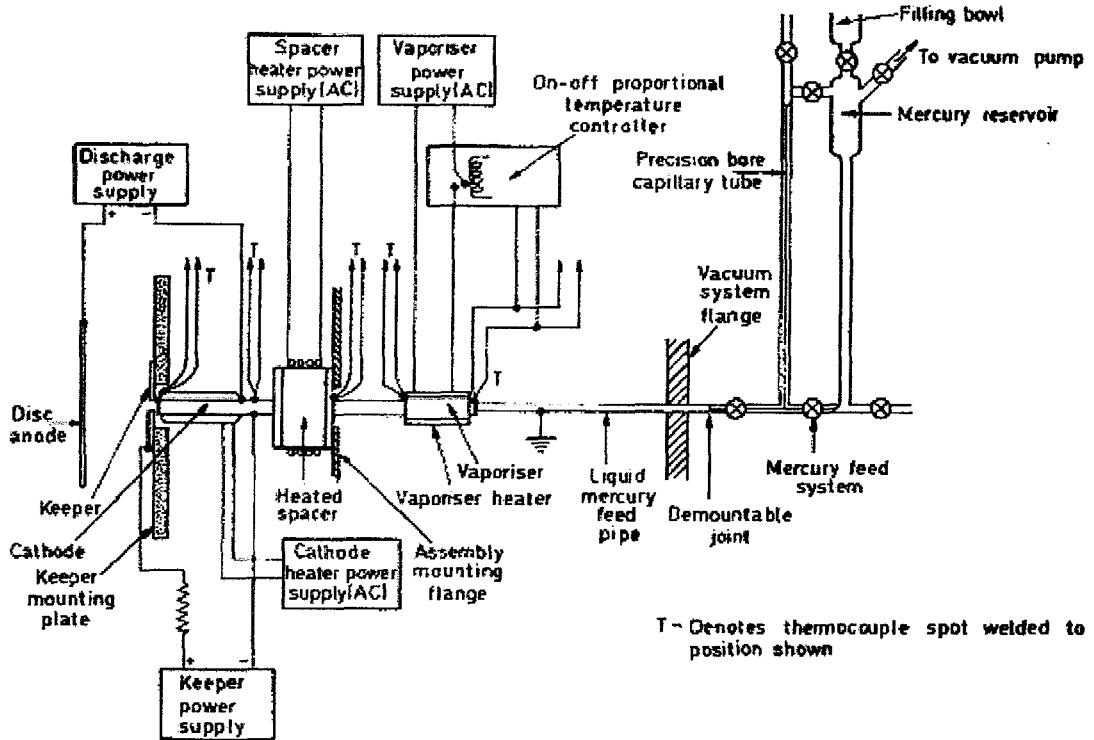 Filling bowl
To vacuum pump
Mercury reservoir
Precision bore
capillary tube
Spacer
heater power
supply(AC)
Vaporiser
power
supply(AC)
On-off proportional
temperature
controller
Discharge
power
supply
+ -
T
T
T
T
T
Vacuum
system
flange
Disc
anode
Keeper
Cathode
Keeper
mounting
plate
Heated
spacer
Vaporiser
Vaporiser heater
Assembly
mounting
flange
Liquid
mercury
feed
pipe
Demountable
joint
Mercury feed
system
Cathode
heater power
supply(AC)
+ -
Keeper
power
supply
T - Denotes thermocouple spot welded to
position shown